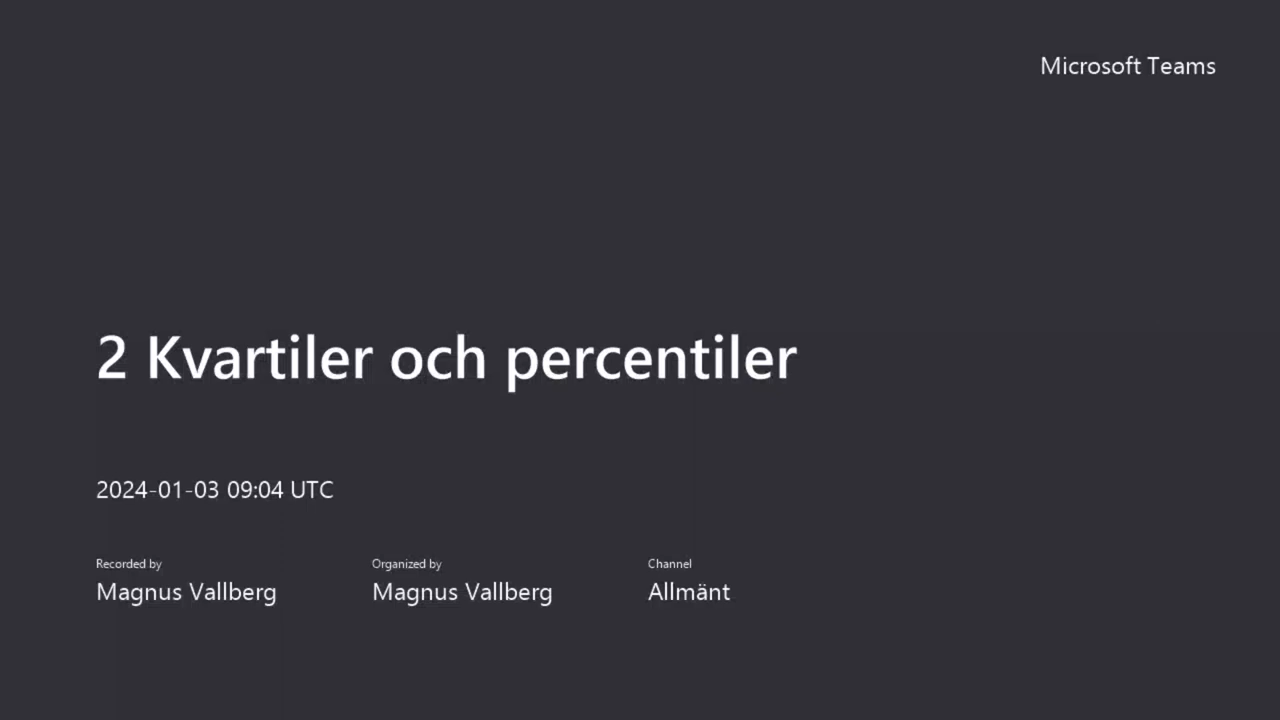 Microsoft Teams
2 Kvartiler och percentiler
2024-01-03 09:04 UTC
Recorded by
Magnus Vallberg
Organized by
Magnus Vallberg
Channel
Allmänt